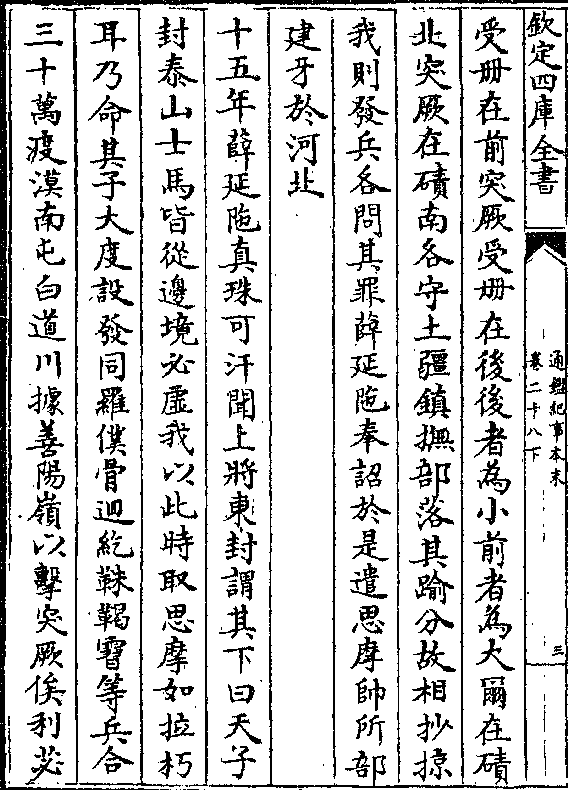 欽定四庫全書
通鑑紀事本末
卷二十八下
三
受册在前突厥受册在後後者為小前者為大爾在磧
北突厥在磧南各守土疆鎮撫部落其踰分故相抄掠
我則發兵各問其罪薛延陁奉詔於是遣思摩帥所部
建牙於河北
十五年薛延陁真珠可汗聞上將東封謂其下曰天子
封泰山士馬皆從邊境必虛我以此時取思摩如拉朽
耳乃命其子大度設發同羅僕骨迴紇靺鞨霫等兵合
三十萬渡漠南屯白道川據善陽嶺以擊突厥俟利苾